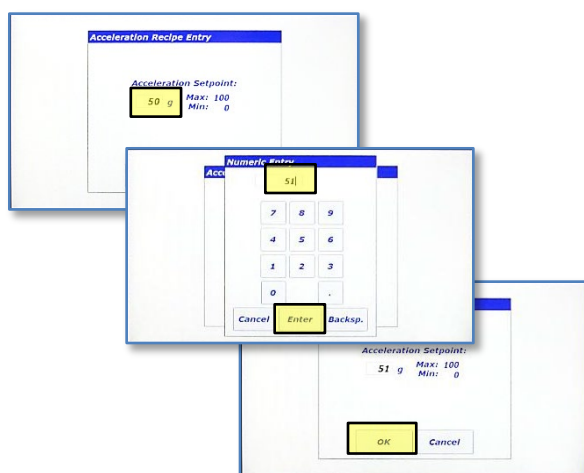 Acceleration Recipe Entry
Acceleration Setpoint:
50 g Max: 100
Min: 0
Numeric Entry
Acce
51
7 8 9
4 5 6
1 2 3
0 .
Cancel Enter Backsp.
Acceleration Setpoint:
51 g Max: 100
Min: 0
OK Cancel